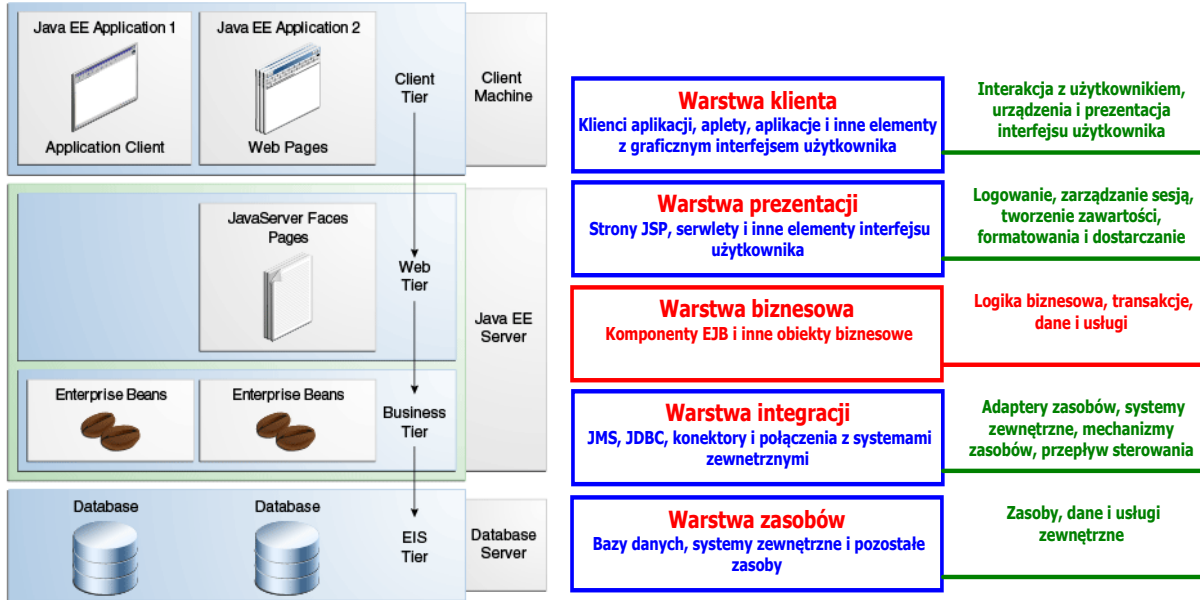 Java EE Application 1
Java EE Application 2
Application Client
Web Pages
Client
Tier
Client
Machine
JavaServer Faces
Pages
Web
Tier
Java EE
Server
Enterprise Beans
Enterprise Beans
Business
Tier
Database
Database
EIS
Tier
Database
Server
Warstwa klienta
Klienci aplikacji, aplety, aplikacje i inne elementy
z graficznym interfejsem użytkownika
Interakcja z użytkownikiem,
urządzenia i prezentacja
interfejsu użytkownika
Warstwa prezentacji
Strony JSP, serwlety i inne elementy interfejsu
użytkownika
Logowanie, zarządzanie sesją,
tworzenie zawartości,
formatowania i dostarczanie
Warstwa biznesowa
Komponenty EJB i inne obiekty biznesowe
Logika biznesowa, transakcje,
dane i usługi
Warstwa integracji
JMS, JDBC, konektory i połączenia z systemami
zewnetrznymi
Adaptery zasobów, systemy
zewnętrzne, mechanizmy
zasobów, przepływ sterowania
Warstwa zasobów
Bazy danych, systemy zewnętrzne i pozostałe
zasoby
Zasoby, dane i usługi
zewnętrzne